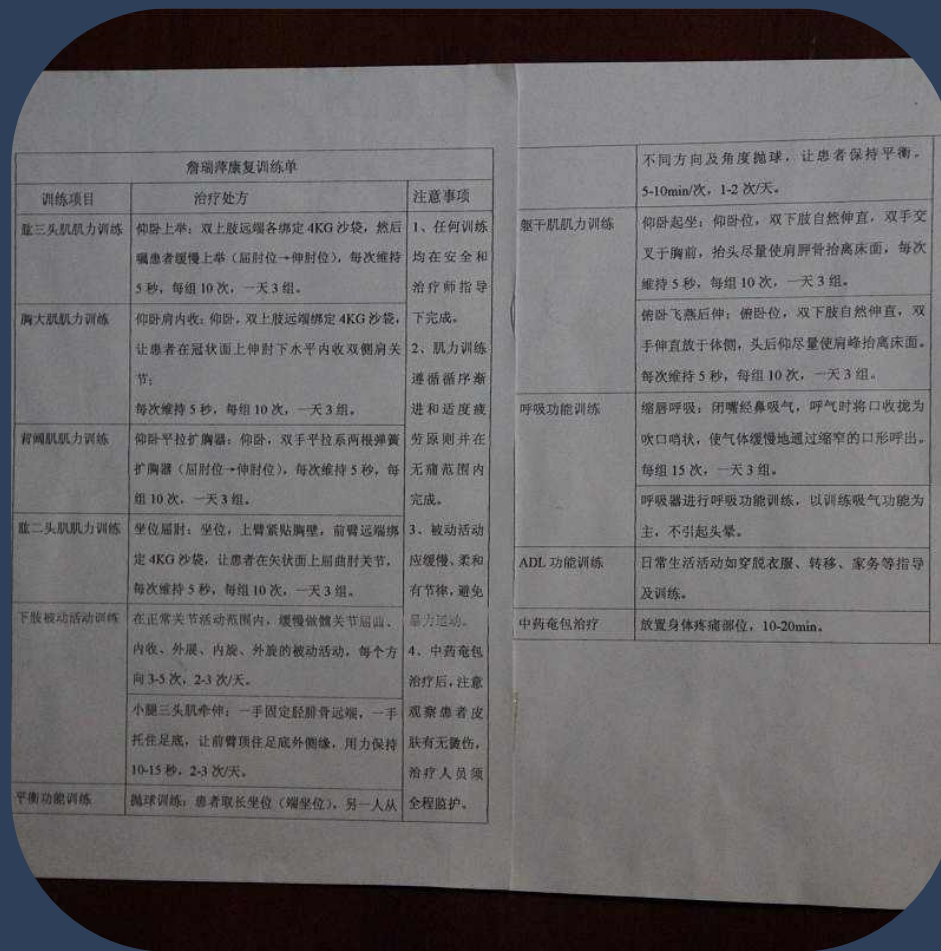 詹瑞萍康复训练单
训练项目 治疗处方 注意事项
肱三头肌肌力训练 仰卧上举：双上肢远端各绑定 4KG 沙袋，然后
嘱患者缓慢上举（屈肘位→伸肘位），每次维持
5 秒，每组 10 次，一天 3 组。
胸大肌肌力训练 仰卧肩内收：仰卧，双上肢远端绑定 4KG 沙袋，
让患者在冠状面上伸肘下水平内收双侧肩关
节；
每次维持 5 秒，每组 10 次，一天 3 组。
背阔肌肌力训练 仰卧平拉扩胸器：仰卧，双手平拉系两根弹簧
扩胸器（屈肘位→伸肘位），每次维持 5 秒，每
组 10 次，一天 3 组。
肱二头肌肌力训练 坐位屈肘：坐位，上臂紧贴胸壁，前臂远端绑
定 4KG 沙袋，让患者在矢状面上屈曲肘关节，
每次维持 5 秒，每组 10 次，一天 3 组。
下肢被动活动训练 在正常关节活动范围内，缓慢做髋关节屈曲、
内收、外展、内旋、外旋的被动活动，每个方
向 3-5 次，2-3 次/天。
小腿三头肌牵伸：一手固定胫腓骨远端，一手
托住足底，让前臂顶住足底外侧缘，用力保持
10-15 秒，2-3 次/天。
平衡功能训练 抛球训练：患者取长坐位（端坐位），另一人从
1、任何训练
均在安全和
治疗师指导
下完成。
2、肌力训练
遵循循序渐
进和适度疲
劳原则并在
无痛范围内
完成。
3、被动活动
应缓慢、柔和
有节律，避免
暴力运动。
4、中药奄包
治疗后，注意
观察患者皮
肤有无烫伤，
治疗人员须
全程监护。
不同方向及角度抛球，让患者保持平衡。
5-10min/次，1-2 次/天。
躯干肌肌力训练 仰卧起坐：仰卧位，双下肢自然伸直，双手交
叉于胸前，抬头尽量使肩胛骨抬离床面，每次
维持 5 秒，每组 10 次，一天 3 组。
俯卧飞燕后伸：俯卧位，双下肢自然伸直，双
手伸直放于体侧，头后仰尽量使肩峰抬离床面。
每次维持 5 秒，每组 10 次，一天 3 组。
呼吸功能训练 缩唇呼吸：闭嘴经鼻吸气，呼气时将口收拢为
吹口哨状，使气体缓慢地通过缩窄的口形呼出。
每组 15 次，一天 3 组。
呼吸器进行呼吸功能训练，以训练吸气功能为
主，不引起头晕。
ADL 功能训练 日常生活活动如穿脱衣服、转移、家务等指导
及训练。
中药奄包治疗 放置身体疼痛部位，10-20min。